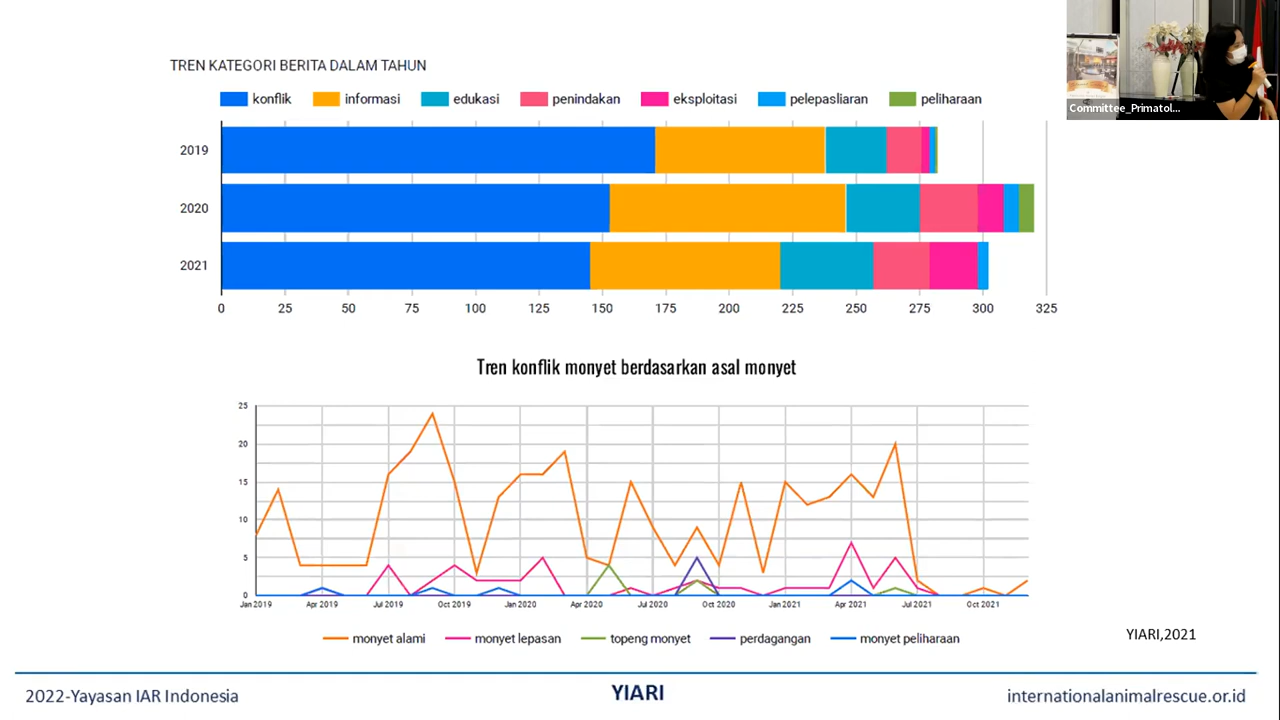 TREN KATEGORI BERITA DALAM TAHUN
konflik informasi edukasi penindakan eksploitasi pelepasliaran peliharaan
2019
2020
2021
0 25 50 75 100 125 150 175 200 225 250 275 300 325
Committee_Primatol...
Tren konflik monyet berdasarkan asal monyet
25
20
15
10
5
0
Jan 2019 Apr 2019 Jul 2019 Oct 2019 Jan 2020 Apr 2020 Jul 2020 Oct 2020 Jan 2021 Apr 2021 Jul 2021 Oct 2021
monyet alami monyet lepasan topeng monyet perdagangan monyet peliharaan
YIARI,2021
2022-Yayasan IAR Indonesia YIARI internationalanimalrescue.or.id